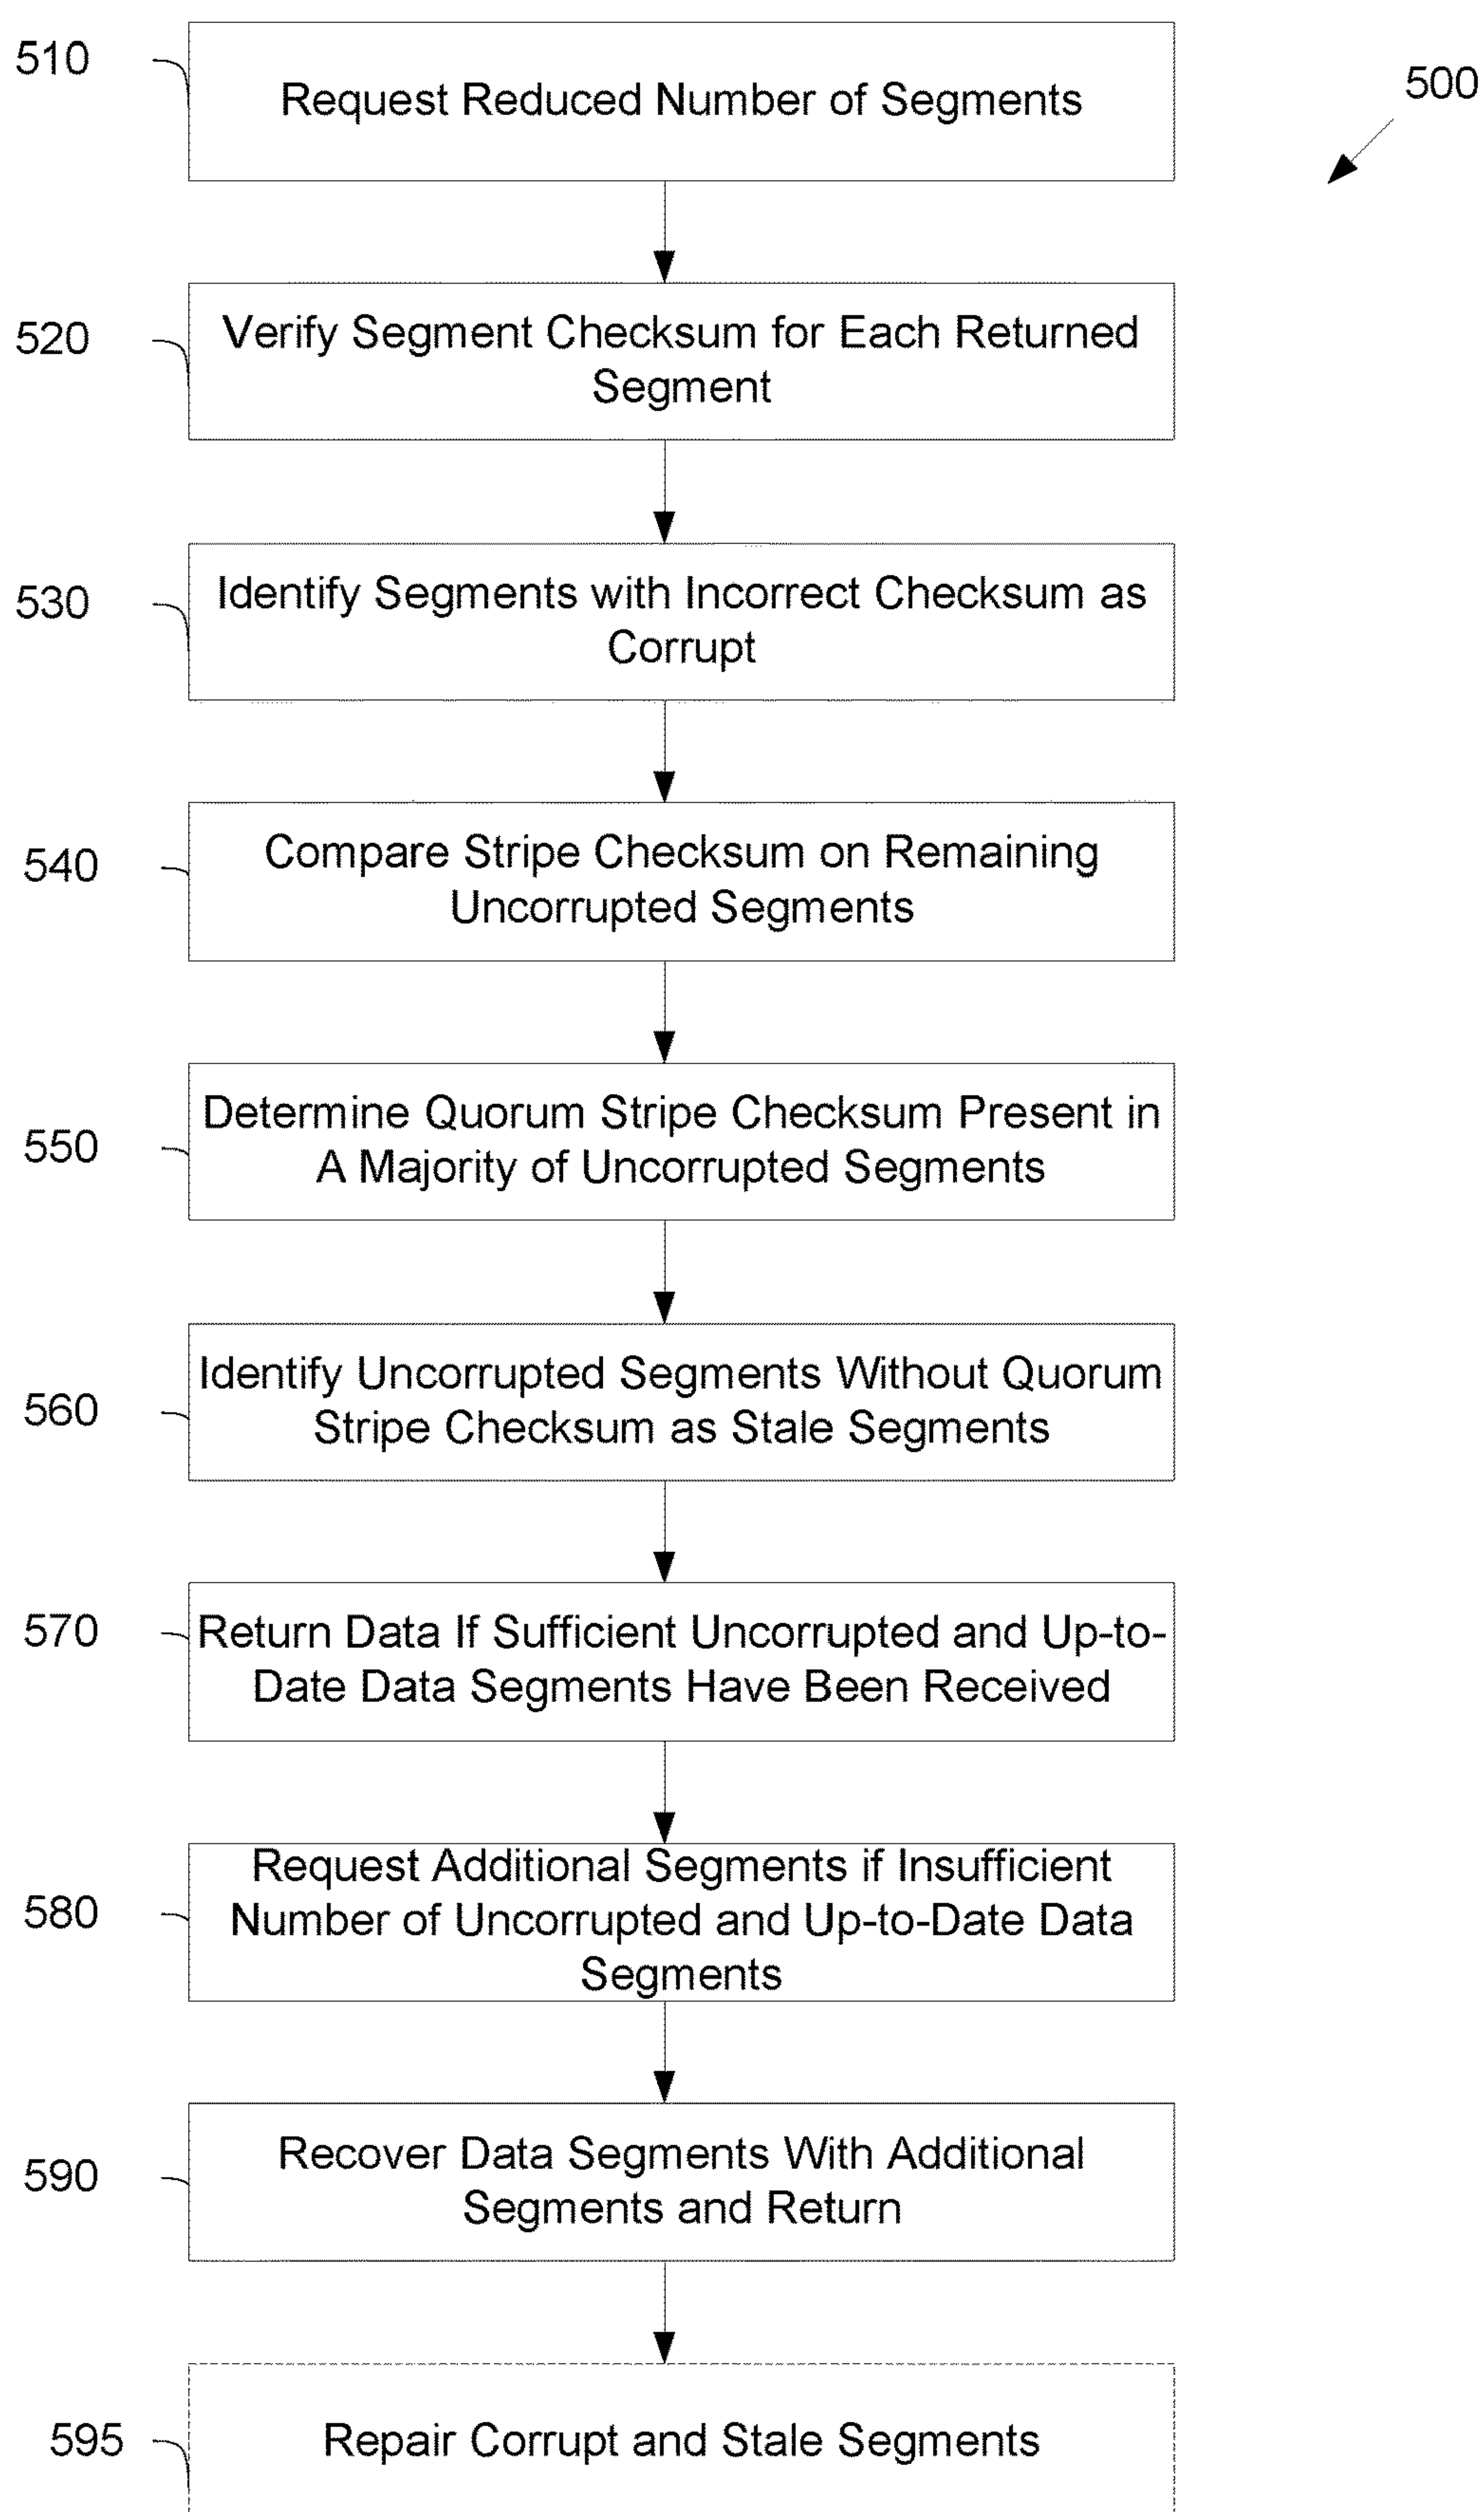 510
Request Reduced Number of Segments
500
520
Verify Segment Checksum for Each Returned
Segment
530
Identify Segments with Incorrect Checksum as
Corrupt
540
Compare Stripe Checksum on Remaining
Uncorrupted Segments
550
Determine Quorum Stripe Checksum Present in
A Majority of Uncorrupted Segments
560
Identify Uncorrupted Segments Without Quorum
Stripe Checksum as Stale Segments
570
Return Data If Sufficient Uncorrupted and Up-to-
Date Data Segments Have Been Received
580
Request Additional Segments if Insufficient
Number of Uncorrupted and Up-to-Date Data
Segments
590
Recover Data Segments With Additional
Segments and Return
595
Repair Corrupt and Stale Segments